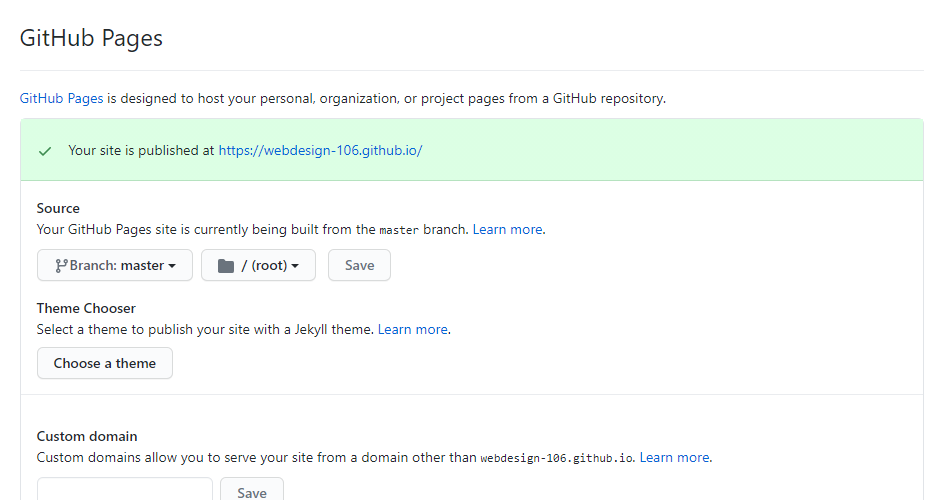 GitHub Pages
GitHub Pages is designed to host your personal, organization, or project pages from a GitHub repository.
Your site is published at https://webdesign-106.github.io/
Source
Your GitHub Pages site is currently being built from the master branch. Learn more.
Branch: master / (root) Save
Theme Chooser
Select a theme to publish your site with a Jekyll theme. Learn more.
Choose a theme
Custom domain
Custom domains allow you to serve your site from a domain other than webdesign-106.github.io. Learn more.
Save